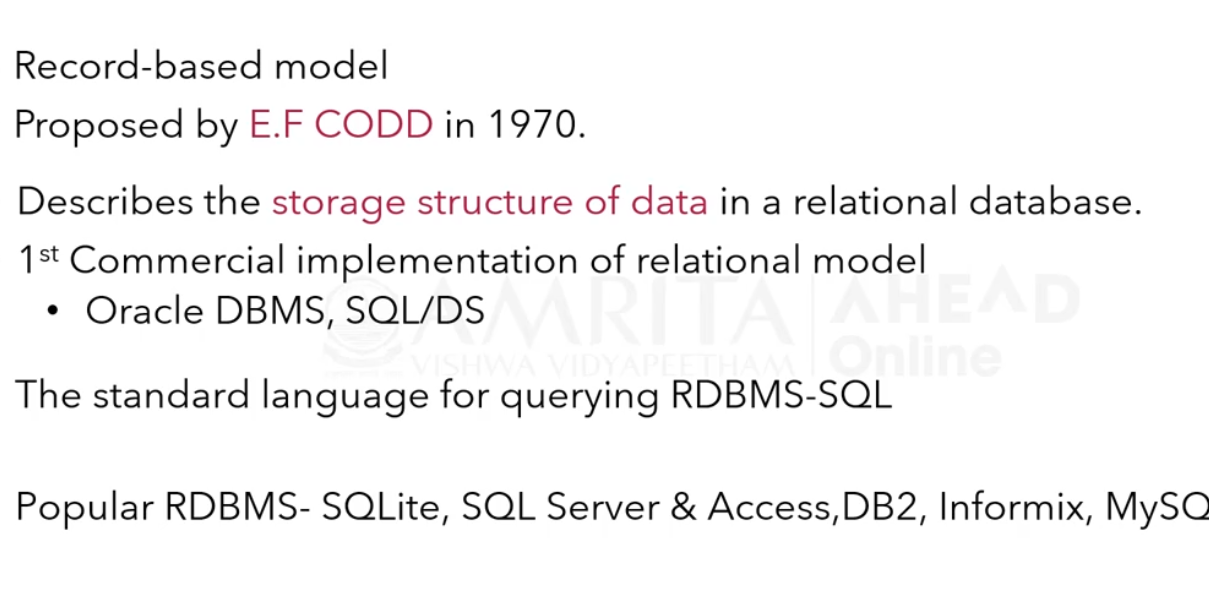 Record-based model
Proposed by E.F CODD in 1970.
Describes the storage structure of data in a relational database.
1st Commercial implementation of relational model
• Oracle DBMS, SQL/DS
AMRITA AHEAD
VISHWA VIDYAPEETHAM Online
The standard language for querying RDBMS-SQL
Popular RDBMS- SQLite, SQL Server & Access,DB2, Informix, MySQ